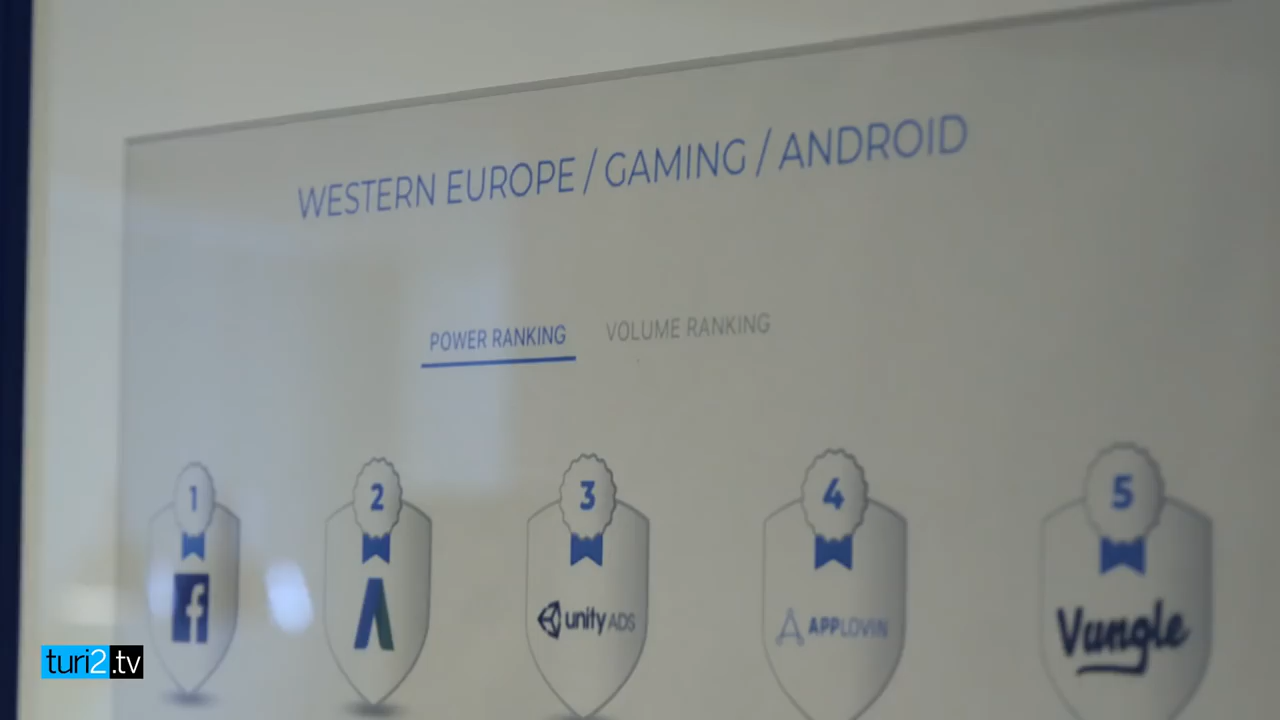 WESTERN EUROPE / GAMING / ANDROID
POWER RANKING VOLUME RANKING
1 2 3 4 5
f unity ADS APPLOVIN Vungle
turi2.tv